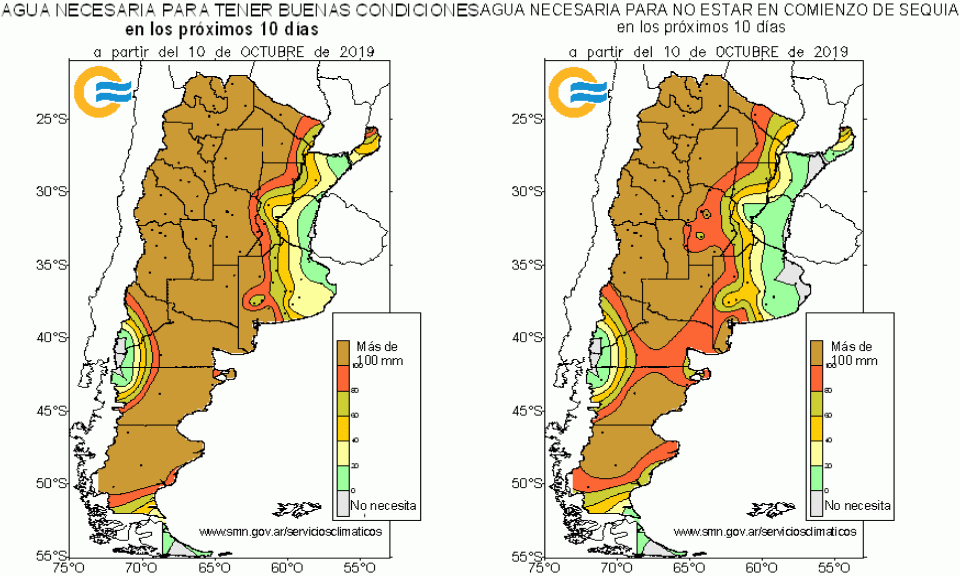 AGUA NECESARIA PARA TENER BUENAS CONDICIONES
en los próximos 10 días
a partir del 10 de OCTUBRE de 2019
25°S
30°S
35°S
40°S
45°S
50°S
55°S
75°O
70°O
65°O
60°O
55°O
Más de
100 mm
100
80
60
40
20
0
No necesita
www.smn.gov.ar/serviciosclimaticos
AGUA NECESARIA PARA NO ESTAR EN COMIENZO DE SEQUIA
en los próximos 10 días
a partir del 10 de OCTUBRE de 2019
25°S
30°S
35°S
40°S
45°S
50°S
55°S
75°O
70°O
65°O
60°O
55°O
Más de
100 mm
100
80
60
40
20
0
No necesita
www.smn.gov.ar/serviciosclimaticos